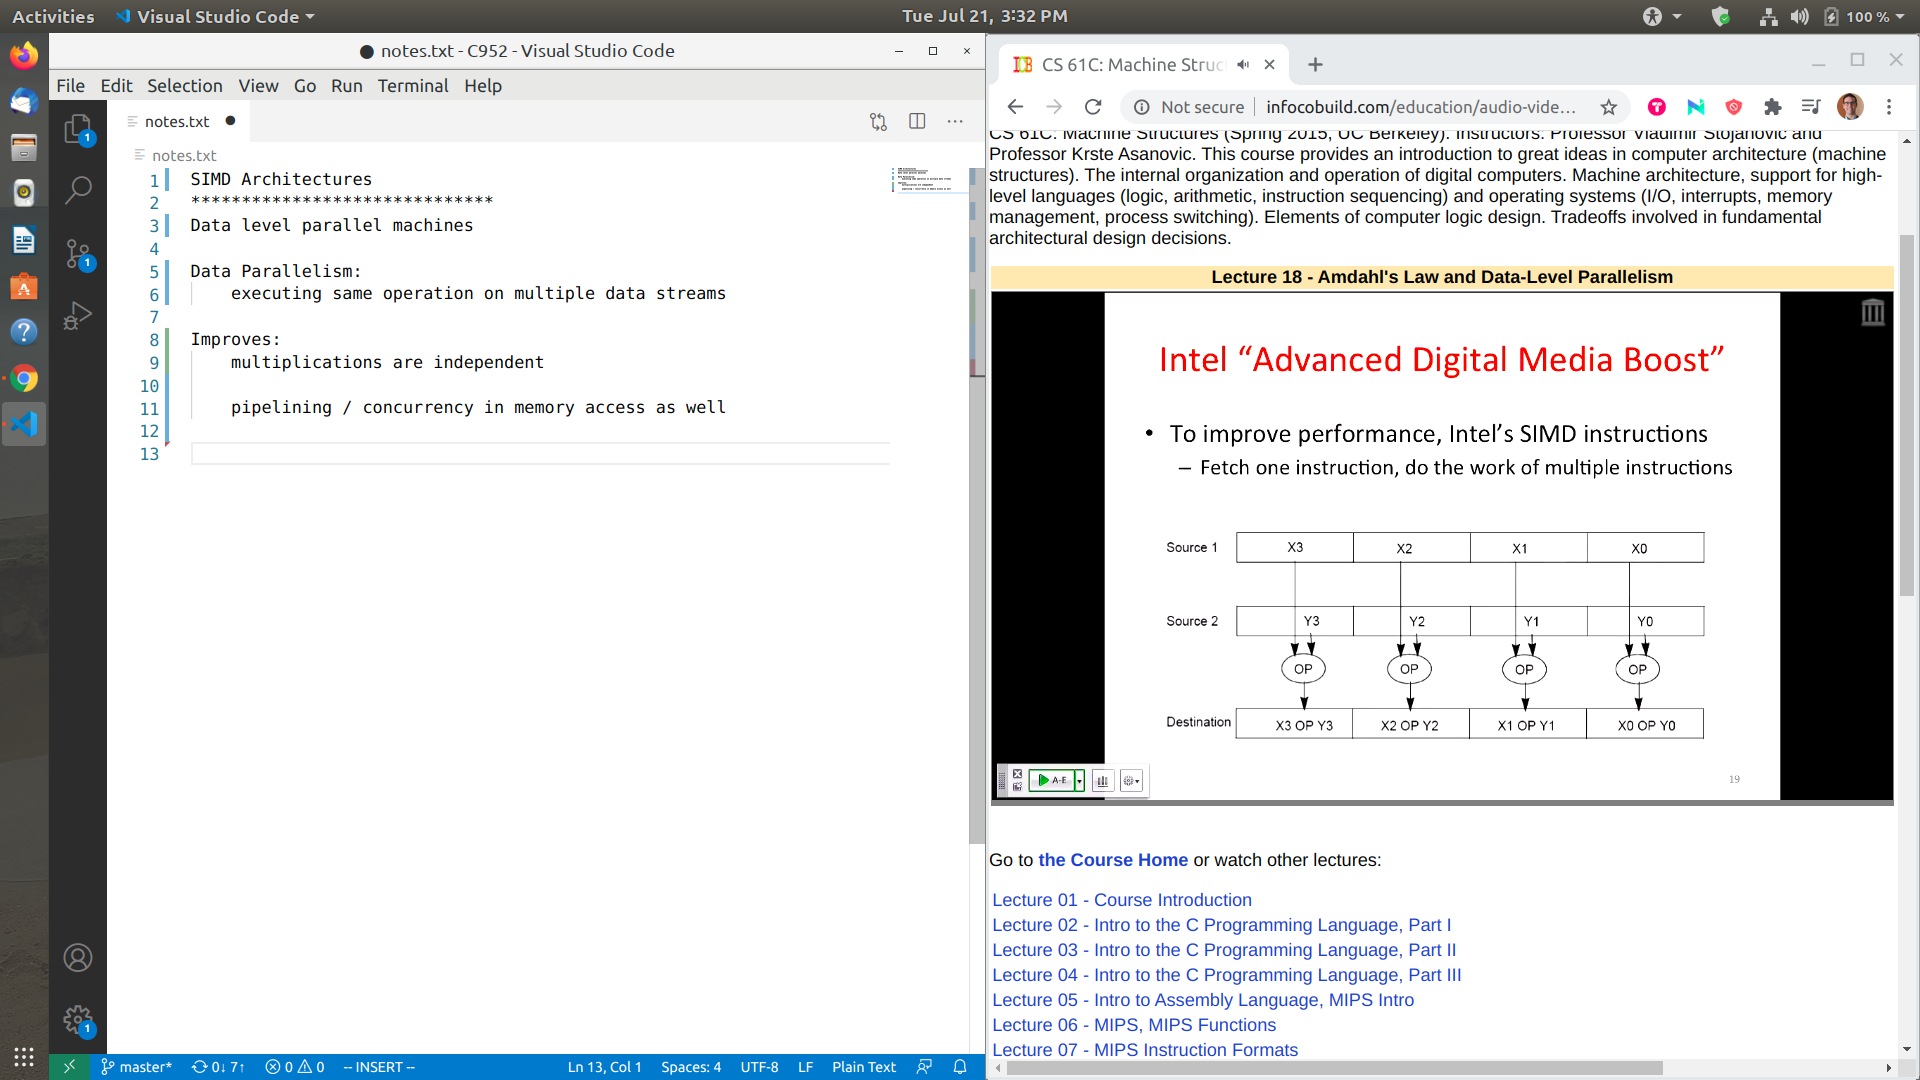 Activities
Visual Studio Code
Tue Jul 21, 3:32 PM
100 %
notes.txt - C952 - Visual Studio Code
File Edit Selection View Go Run Terminal Help
notes.txt
notes.txt
1 SIMD Architectures
2 ******************************
3 Data level parallel machines
4
5 Data Parallelism:
6 executing same operation on multiple data streams
7
8 Improves:
9 multiplications are independent
10
11 pipelining / concurrency in memory access as well
12
13
1
1
1
master* 0↓ 7↑ 0 0 -- INSERT --
Ln 13, Col 1 Spaces: 4 UTF-8 LF Plain Text
CS 61C: Machine Struc
Not secure infocobuild.com/education/audio-vide...
CS 61C: Machine Structures (Spring 2015, UC Berkeley). Instructors: Professor Vladimir Stojanovic and
Professor Krste Asanovic. This course provides an introduction to great ideas in computer architecture (machine
structures). The internal organization and operation of digital computers. Machine architecture, support for high-
level languages (logic, arithmetic, instruction sequencing) and operating systems (I/O, interrupts, memory
management, process switching). Elements of computer logic design. Tradeoffs involved in fundamental
architectural design decisions.
Lecture 18 - Amdahl's Law and Data-Level Parallelism
Intel “Advanced Digital Media Boost”
• To improve performance, Intel’s SIMD instructions
– Fetch one instruction, do the work of multiple instructions
Source 1 X3 X2 X1 X0
Source 2 Y3 Y2 Y1 Y0
OP OP OP OP
Destination X3 OP Y3 X2 OP Y2 X1 OP Y1 X0 OP Y0
A-E
19
Go to the Course Home or watch other lectures:
Lecture 01 - Course Introduction
Lecture 02 - Intro to the C Programming Language, Part I
Lecture 03 - Intro to the C Programming Language, Part II
Lecture 04 - Intro to the C Programming Language, Part III
Lecture 05 - Intro to Assembly Language, MIPS Intro
Lecture 06 - MIPS, MIPS Functions
Lecture 07 - MIPS Instruction Formats